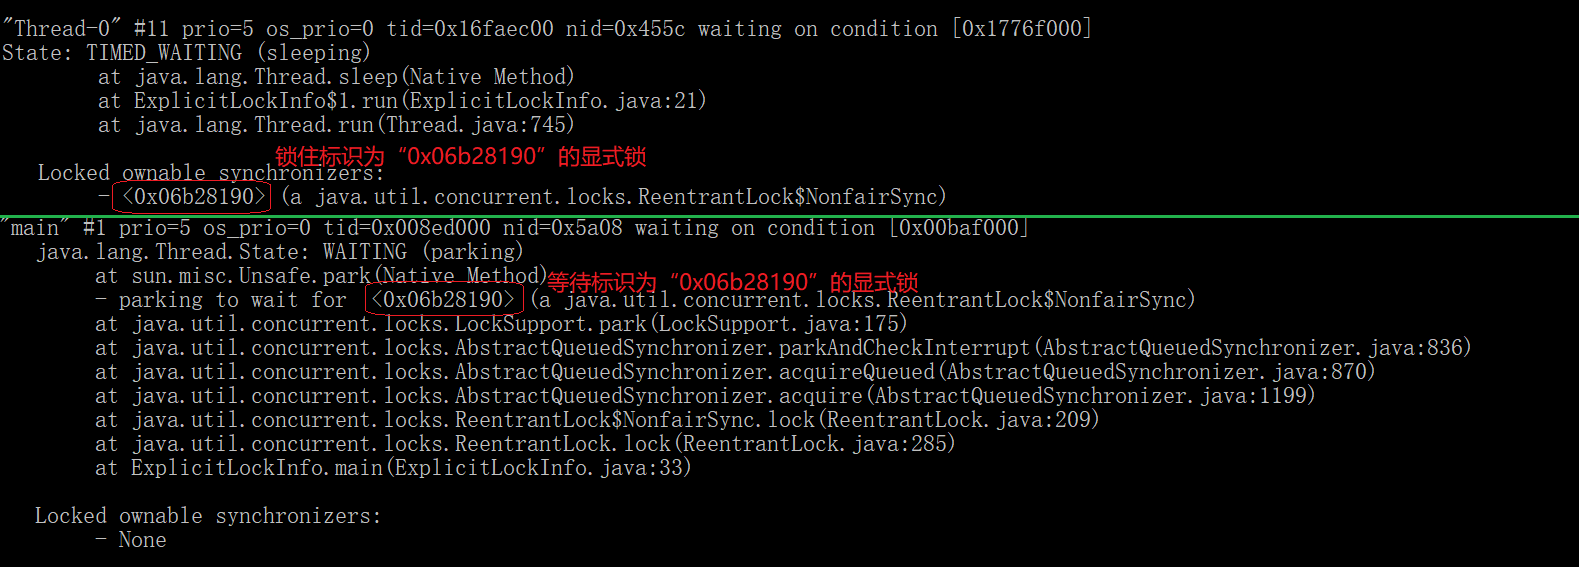 "Thread-0" #11 prio=5 os_prio=0 tid=0x16faec00 nid=0x455c waiting on condition [0x1776f000]
State: TIMED_WAITING (sleeping)
at java.lang.Thread.sleep(Native Method)
at ExplicitLockInfo$1.run(ExplicitLockInfo.java:21)
at java.lang.Thread.run(Thread.java:745)
锁住标识为“0x06b28190”的显式锁
Locked ownable synchronizers:
- <0x06b28190> (a java.util.concurrent.locks.ReentrantLock$NonfairSync)
"main" #1 prio=5 os_prio=0 tid=0x008ed000 nid=0x5a08 waiting on condition [0x00baf000]
java.lang.Thread.State: WAITING (parking)
at sun.misc.Unsafe.park(Native Method)
等待标识为“0x06b28190”的显式锁
- parking to wait for <0x06b28190> (a java.util.concurrent.locks.ReentrantLock$NonfairSync)
at java.util.concurrent.locks.LockSupport.park(LockSupport.java:175)
at java.util.concurrent.locks.AbstractQueuedSynchronizer.parkAndCheckInterrupt(AbstractQueuedSynchronizer.java:836)
at java.util.concurrent.locks.AbstractQueuedSynchronizer.acquireQueued(AbstractQueuedSynchronizer.java:870)
at java.util.concurrent.locks.AbstractQueuedSynchronizer.acquire(AbstractQueuedSynchronizer.java:1199)
at java.util.concurrent.locks.ReentrantLock$NonfairSync.lock(ReentrantLock.java:209)
at java.util.concurrent.locks.ReentrantLock.lock(ReentrantLock.java:285)
at ExplicitLockInfo.main(ExplicitLockInfo.java:33)
Locked ownable synchronizers:
- None